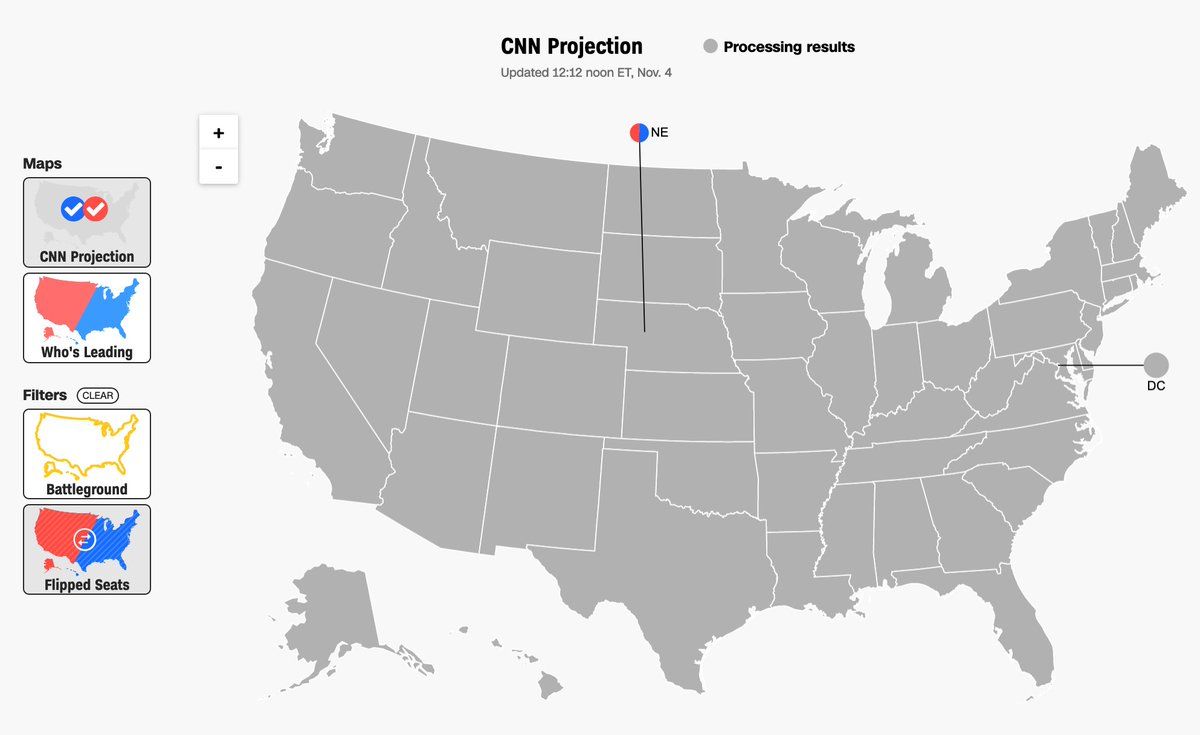 CNN Projection
Processing results
Updated 12:12 noon ET, Nov. 4
+
-
NE
Maps
CNN Projection
Who's Leading
Filters CLEAR
Battleground
Flipped Seats
DC